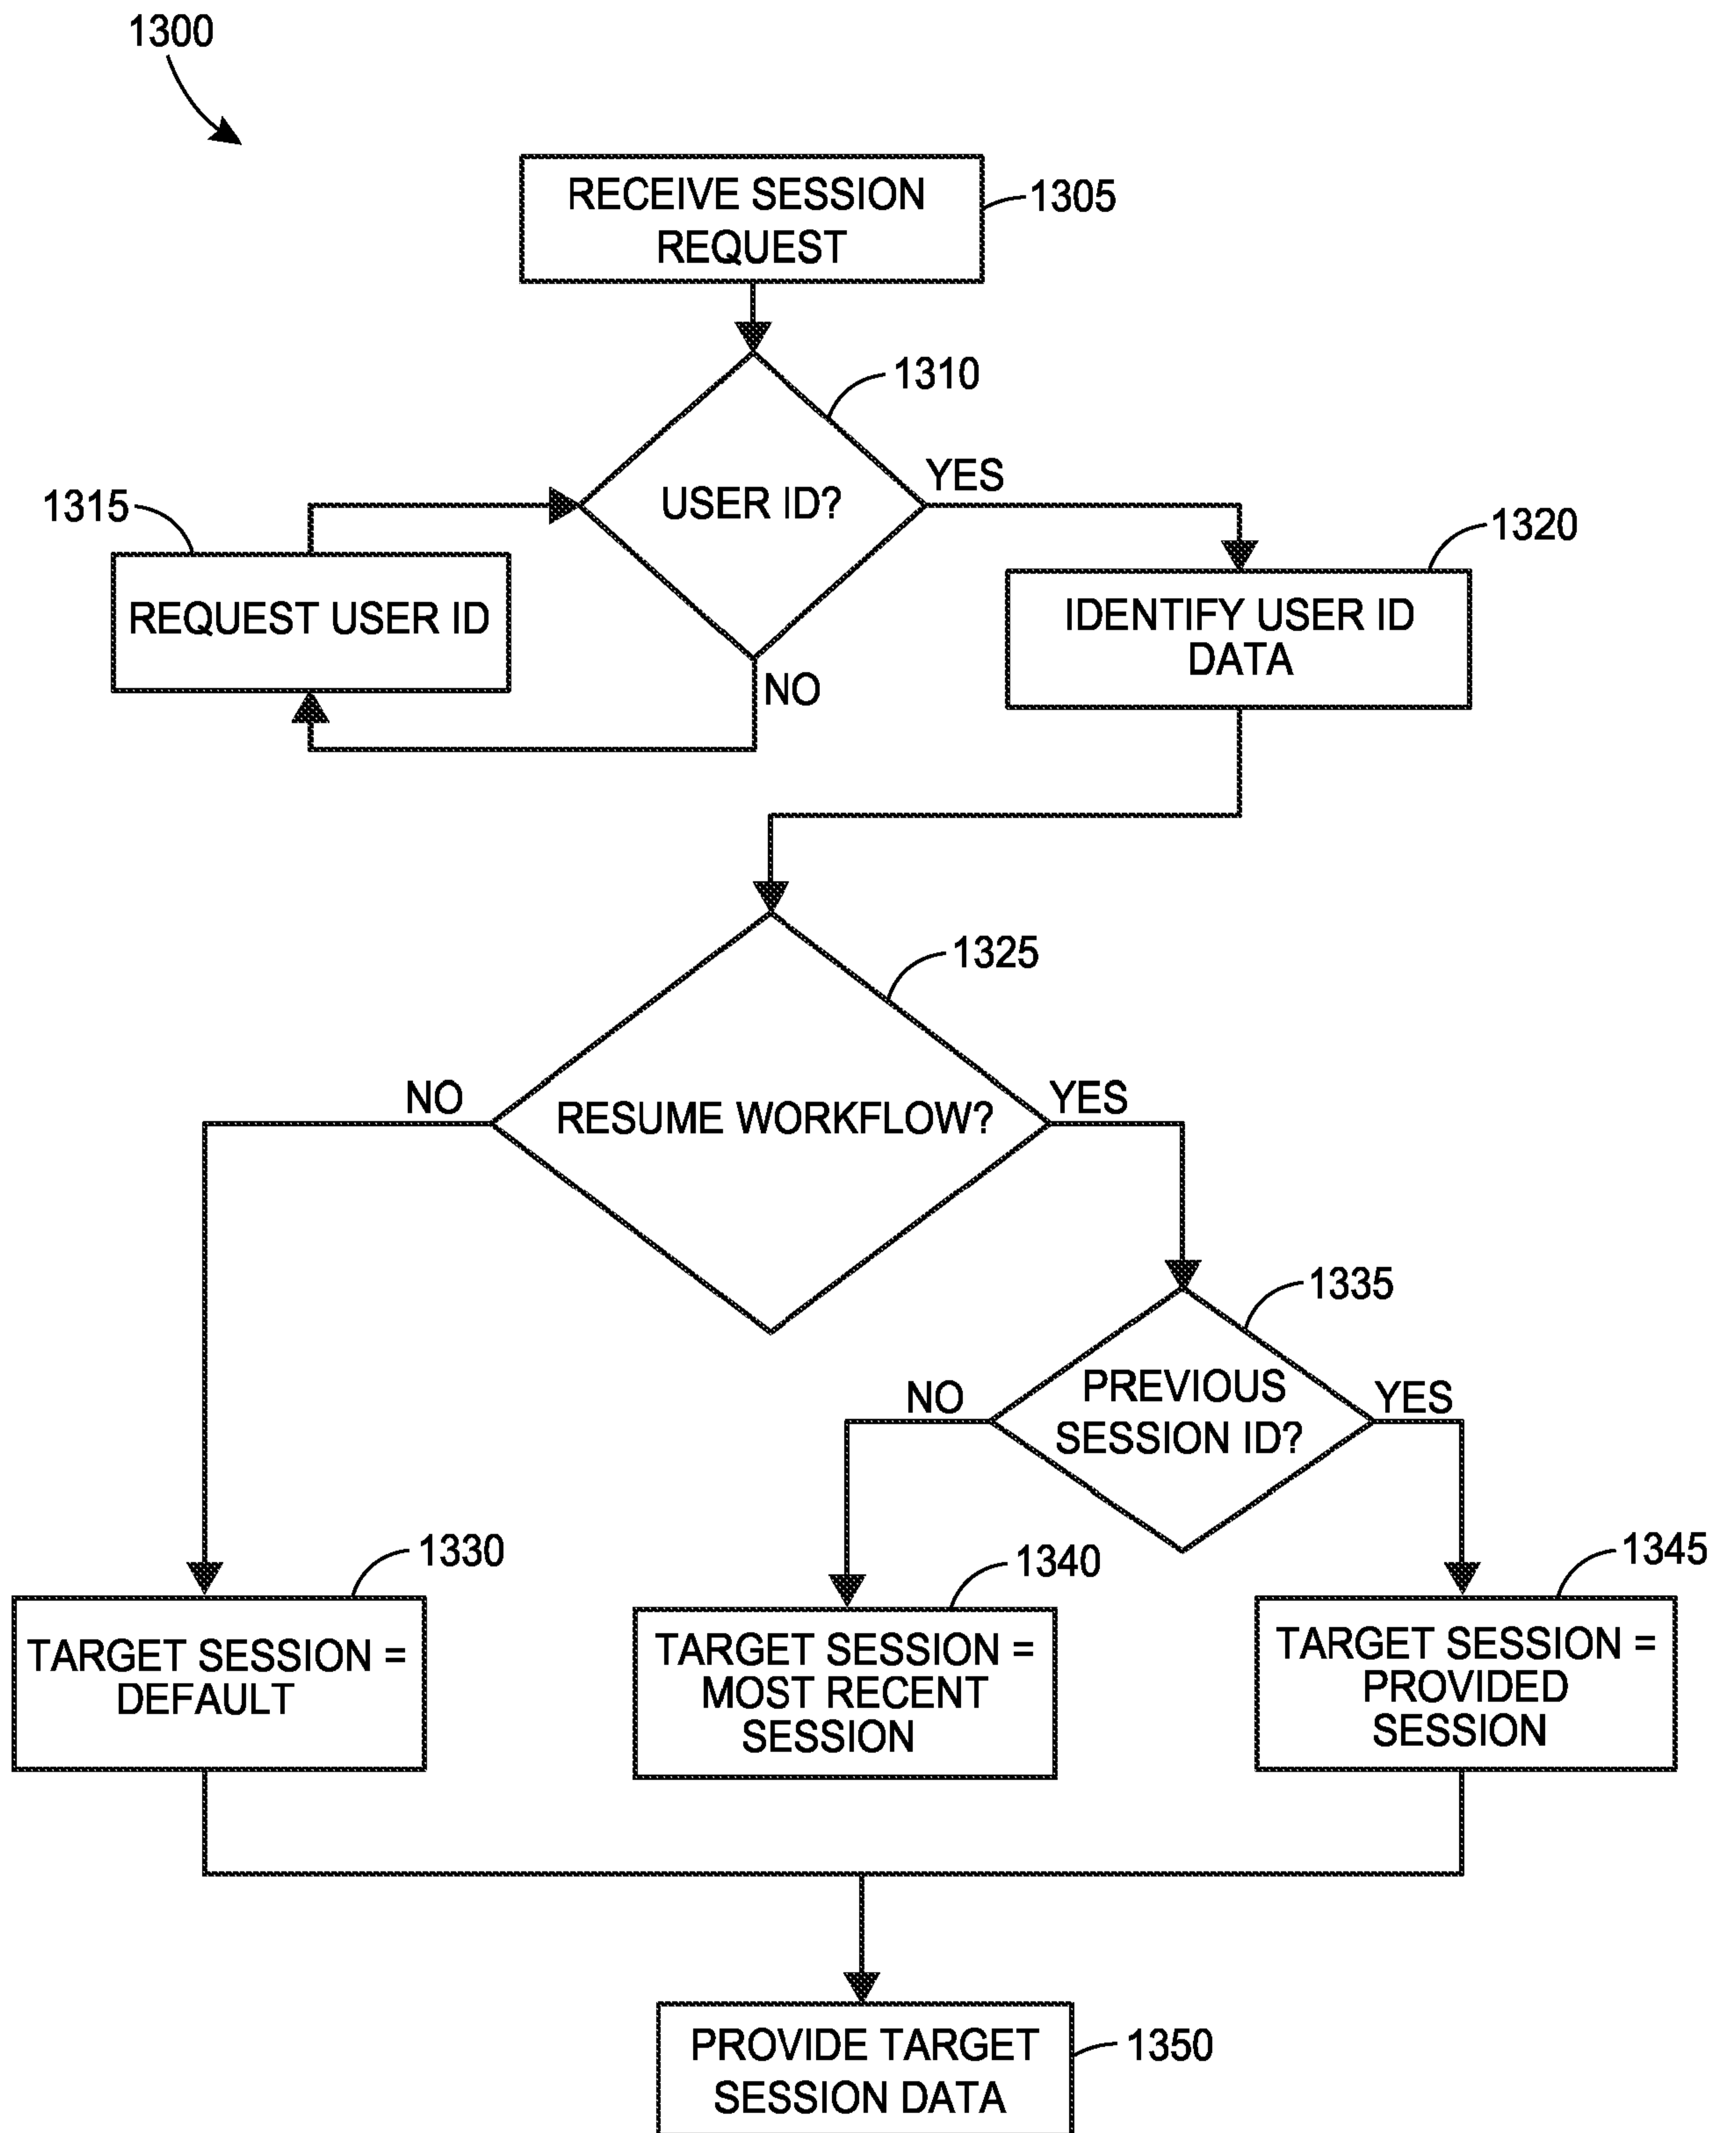 1300
RECEIVE SESSION
REQUEST
1305
1310
USER ID?
YES
NO
1315
REQUEST USER ID
1320
IDENTIFY USER ID
DATA
1325
RESUME WORKFLOW?
NO
YES
1335
PREVIOUS
SESSION ID?
NO
YES
1330
TARGET SESSION =
DEFAULT
1340
TARGET SESSION =
MOST RECENT
SESSION
1345
TARGET SESSION =
PROVIDED
SESSION
PROVIDE TARGET
SESSION DATA
1350